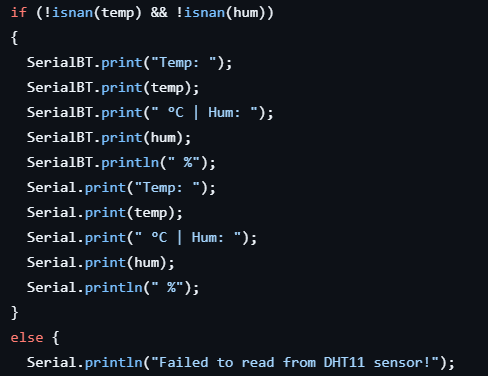 if (!isnan(temp) && !isnan(hum))
{
  SerialBT.print("Temp: ");
  SerialBT.print(temp);
  SerialBT.print(" ºC | Hum: ");
  SerialBT.print(hum);
  SerialBT.println(" %");
  Serial.print("Temp: ");
  Serial.print(temp);
  Serial.print(" ºC | Hum: ");
  Serial.print(hum);
  Serial.println(" %");
}
else {
  Serial.println("Failed to read from DHT11 sensor!");